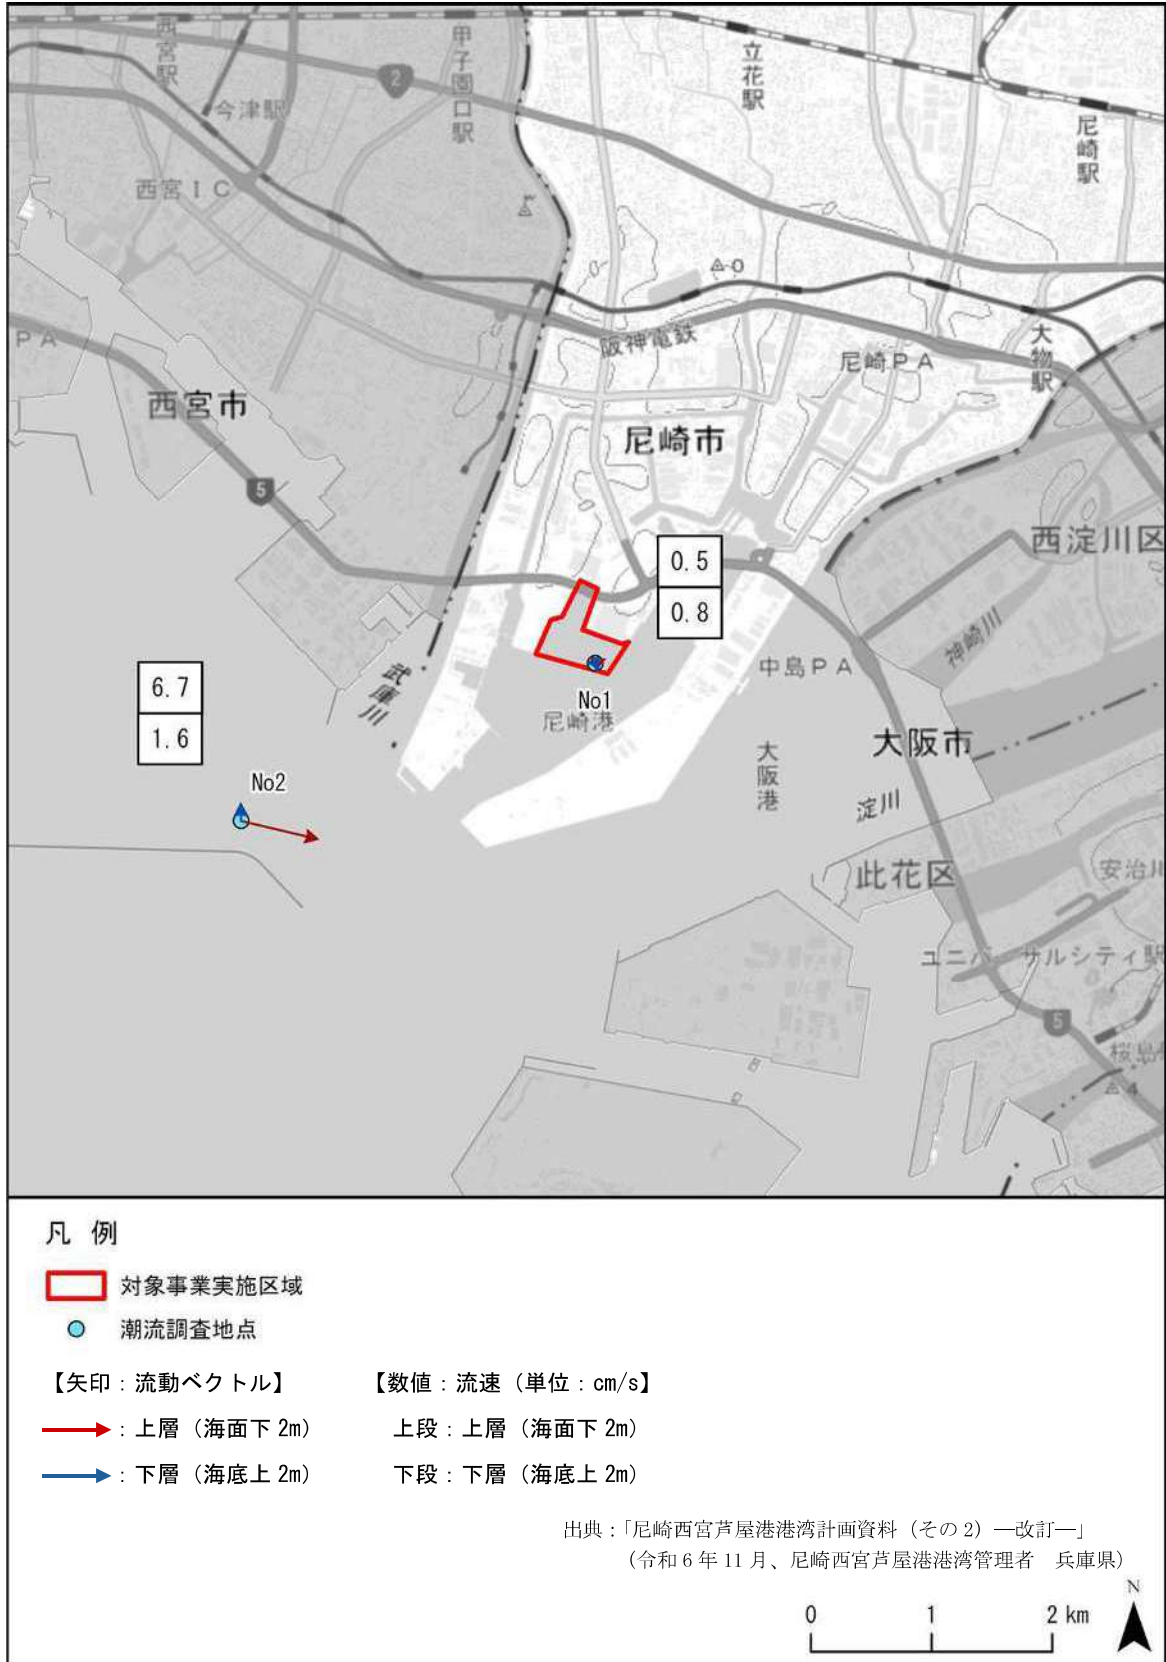 西宮駅
2
甲子園口駅
立花駅
今津駅
尼崎駅
西宮IC
0
PA
阪神電鉄
尼崎PA
大物駅
西宮市
尼崎市
5
西淀川区
0.5
0.8
神崎川
中島PA
武庫川
6.7
1.6
No1
尼崎港
大阪港
大阪市
No2
淀川
此花区
安治川
ユニバーサルシティ駅
5
桜島
4
凡 例
対象事業実施区域
潮流調査地点
【矢印：流動ベクトル】 【数値：流速（単位：cm/s】
：上層（海面下 2m） 上段：上層（海面下 2m）
：下層（海底上 2m） 下段：下層（海底上 2m）
出典：「尼崎西宮芦屋港港湾計画資料（その 2）―改訂―」
（令和 6 年 11 月、尼崎西宮芦屋港港湾管理者　兵庫県）
N
0 1 2 km